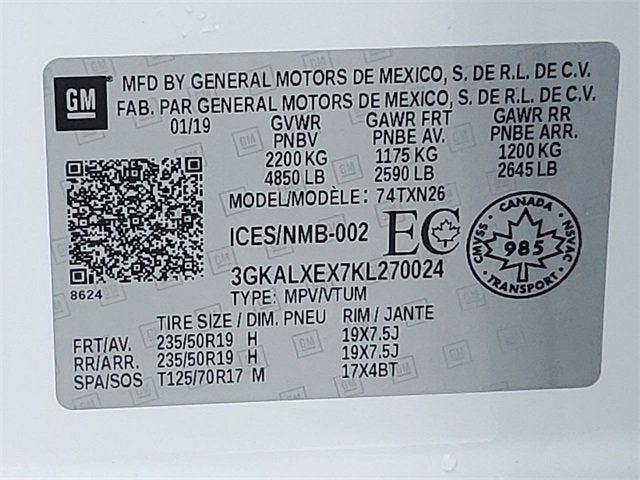 GM
MFD BY GENERAL MOTORS DE MEXICO, S. DE R.L. DE C.V.
FAB. PAR GENERAL MOTORS DE MEXICO, S. DE R.L. DE C.V.
01/19 GVWR GAWR FRT GAWR RR
PNBV PNBE AV. PNBE ARR.
2200 KG 1175 KG 1200 KG
4850 LB 2590 LB 2645 LB
MODEL/MODÈLE: 74TXN26
ICES/NMB-002 EC
CANADA
CMVSS 985 NSVAC
3GKALXEX7KL270024
8624
TYPE: MPV/VTUM
TIRE SIZE / DIM. PNEU RIM / JANTE
FRT/AV. 235/50R19 H 19X7.5J
RR/ARR. 235/50R19 H 19X7.5J
SPA/SOS T125/70R17 M 17X4BT